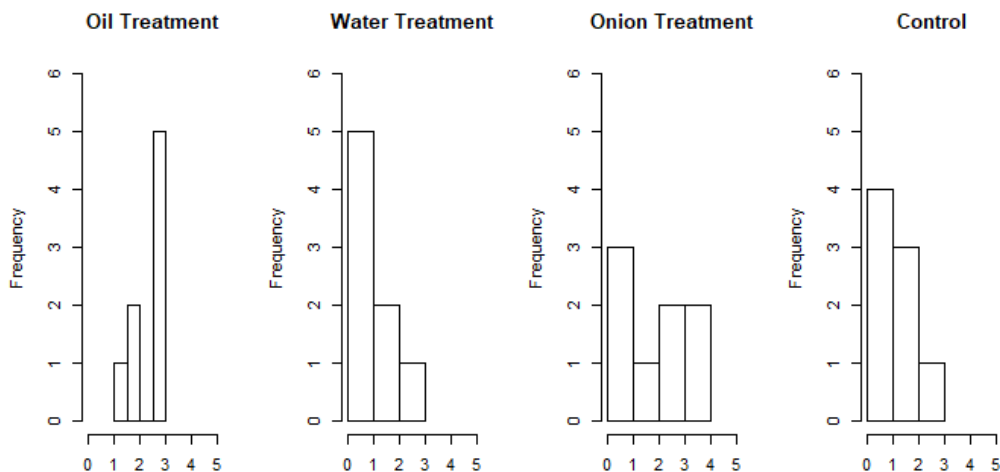 Oil Treatment
Frequency
0 1 2 3 4 5 6
0 1 2 3 4 5
Water Treatment
Frequency
0 1 2 3 4 5 6
0 1 2 3 4 5
Onion Treatment
Frequency
0 1 2 3 4 5 6
0 1 2 3 4 5
Control
Frequency
0 1 2 3 4 5 6
0 1 2 3 4 5